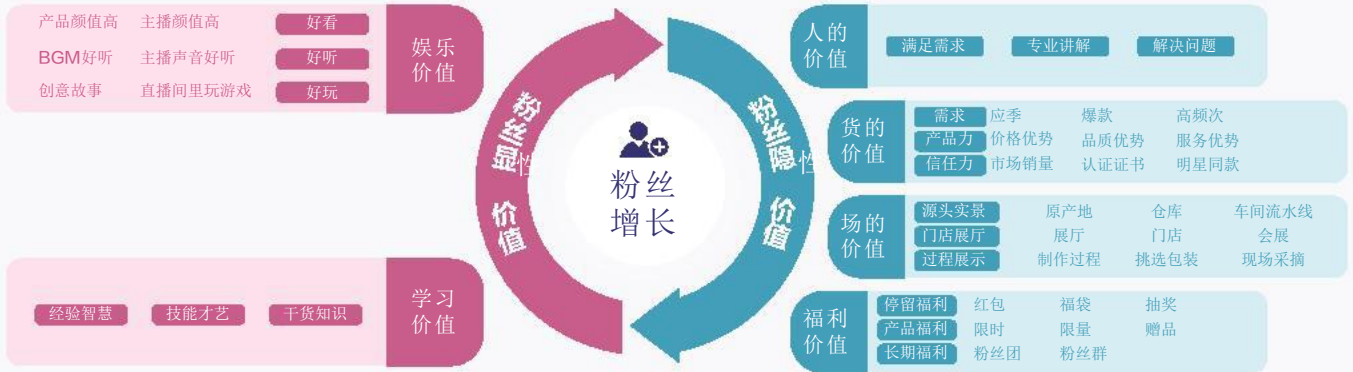 产品颜值高 主播颜值高 好看
BGM好听 主播声音好听 好听
创意故事 直播间里玩游戏 好玩
娱乐
价值
经验智慧 技能才艺 干货知识
学习
价值
粉丝显性价值
粉丝
增长
粉丝隐性价值
人的
价值
满足需求 专业讲解 解决问题
货的
价值
需求 应季 爆款 高频次
产品力 价格优势 品质优势 服务优势
信任力 市场销量 认证证书 明星同款
场的
价值
源头实景 原产地 仓库 车间流水线
门店展厅 展厅 门店 会展
过程展示 制作过程 挑选包装 现场采摘
福利
价值
停留福利 红包 福袋 抽奖
产品福利 限时 限量 赠品
长期福利 粉丝团 粉丝群